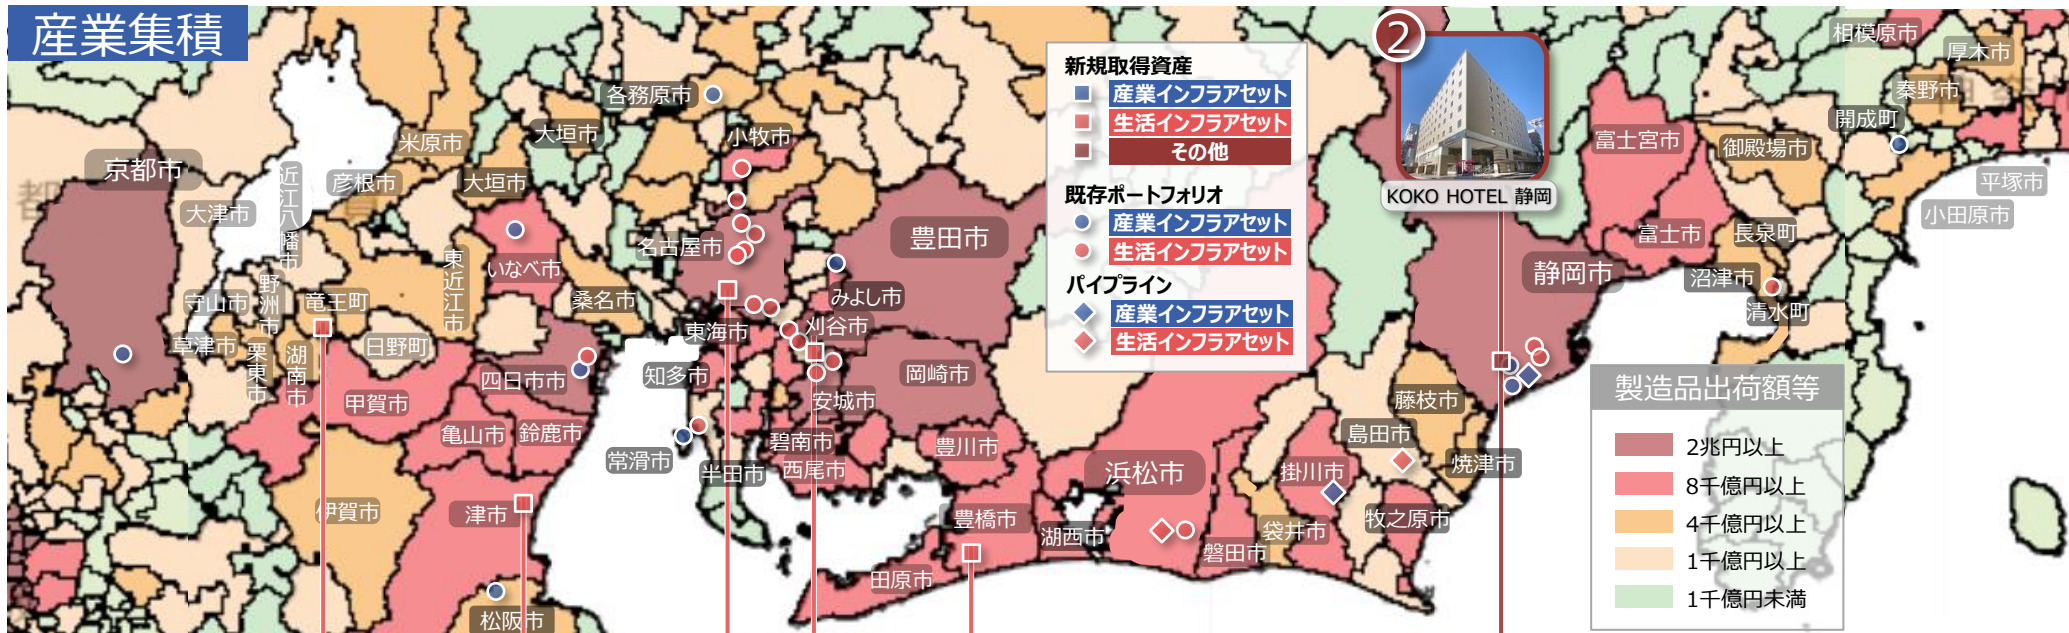 産業集積
新規取得資産
産業インフラアセット
生活インフラアセット
その他
既存ポートフォリオ
産業インフラアセット
生活インフラアセット
パイプライン
産業インフラアセット
生活インフラアセット
2
KOKO HOTEL 静岡
製造品出荷額等
2兆円以上
8千億円以上
4千億円以上
1千億円以上
1千億円未満
京都市
大津市
近江八幡市
彦根市
米原市
大垣市
大垣市
各務原市
小牧市
守山市
野洲市
竜王町
東近江市
いなべ市
桑名市
名古屋市
豊田市
みよし市
草津市
栗東市
湖南市
日野町
四日市市
東海市
刈谷市
知多市
岡崎市
甲賀市
亀山市
鈴鹿市
安城市
碧南市
西尾市
常滑市
半田市
豊川市
伊賀市
津市
松阪市
豊橋市
田原市
湖西市
浜松市
磐田市
袋井市
掛川市
島田市
藤枝市
焼津市
牧之原市
静岡市
富士宮市
富士市
御殿場市
長泉町
沼津市
清水町
相模原市
厚木市
秦野市
開成町
平塚市
小田原市